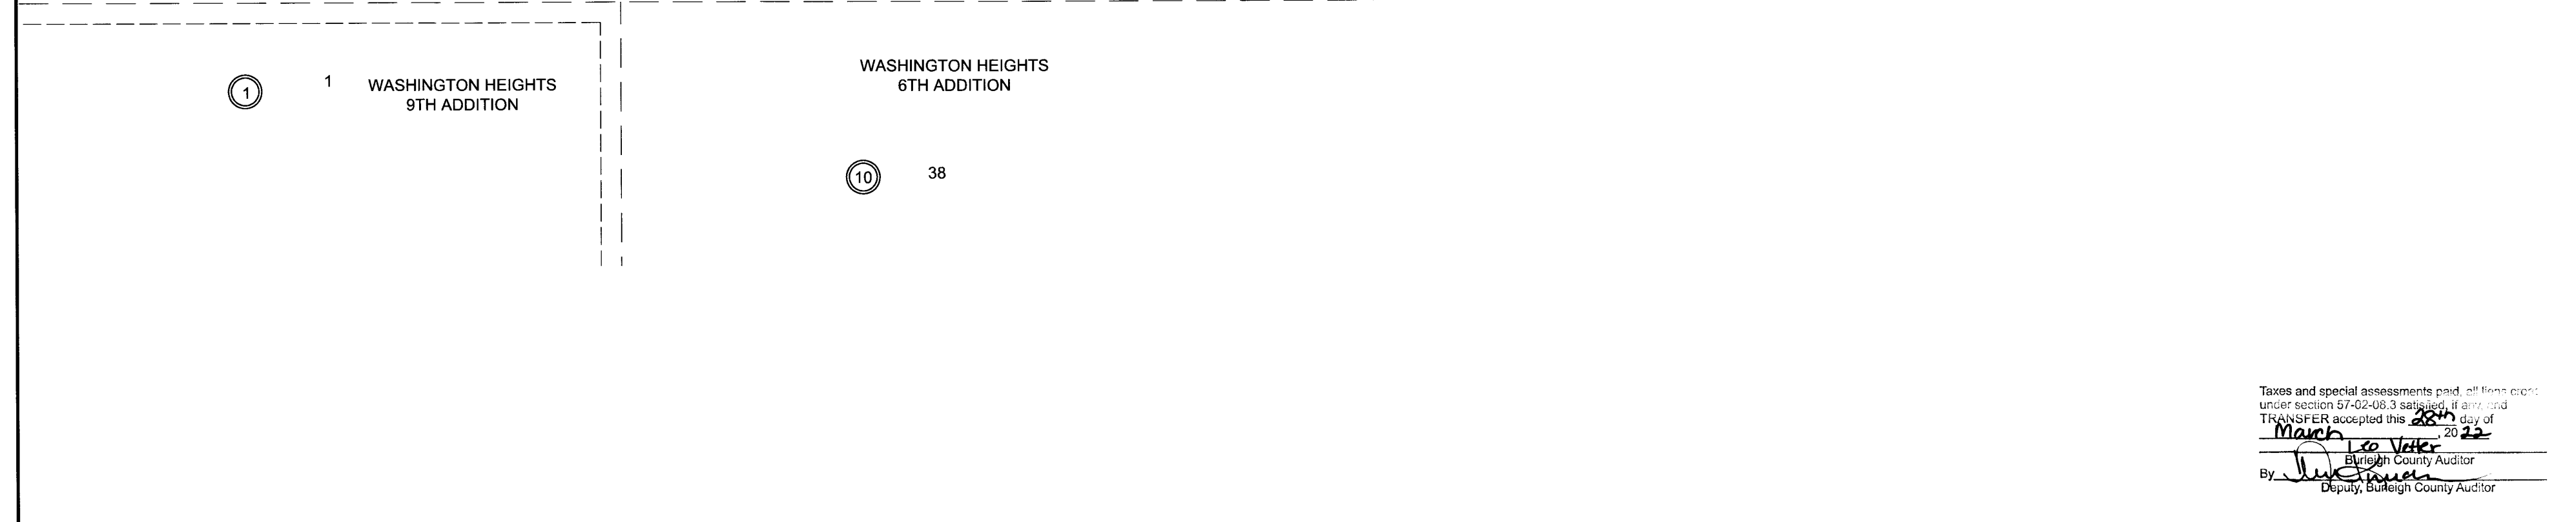 1
1
WASHINGTON HEIGHTS
9TH ADDITION
WASHINGTON HEIGHTS
6TH ADDITION
10
38
Taxes and special assessments paid, all liens creat
under section 57-02-08.3 satisfied, if any, and
TRANSFER accepted this 28th day of
March, 2022
Leo Vetter
Burleigh County Auditor
By
Deputy, Burleigh County Auditor